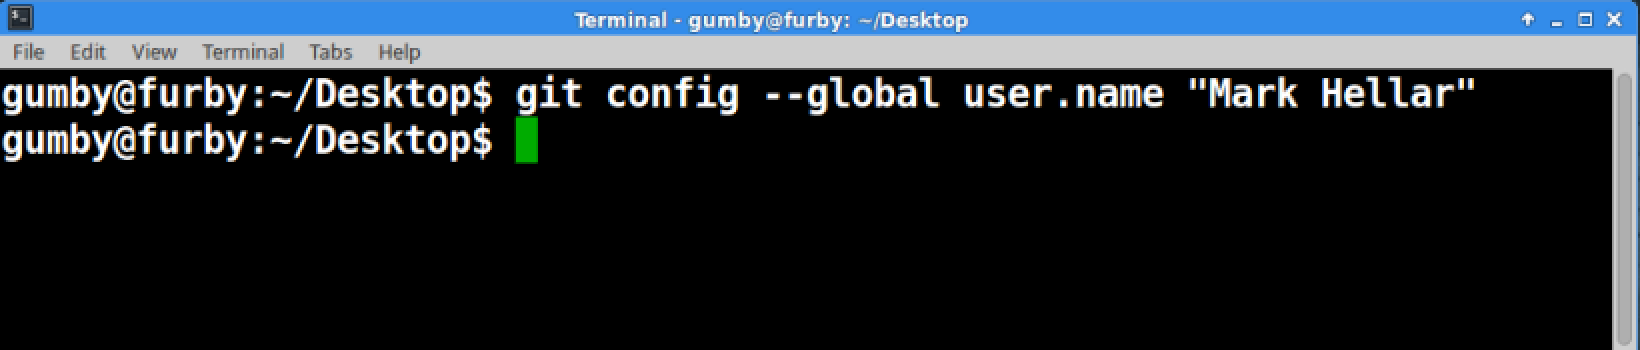 Terminal - gumby@furby: ~/Desktop
File Edit View Terminal Tabs Help
gumby@furby:~/Desktop$ git config --global user.name "Mark Hellar"
gumby@furby:~/Desktop$